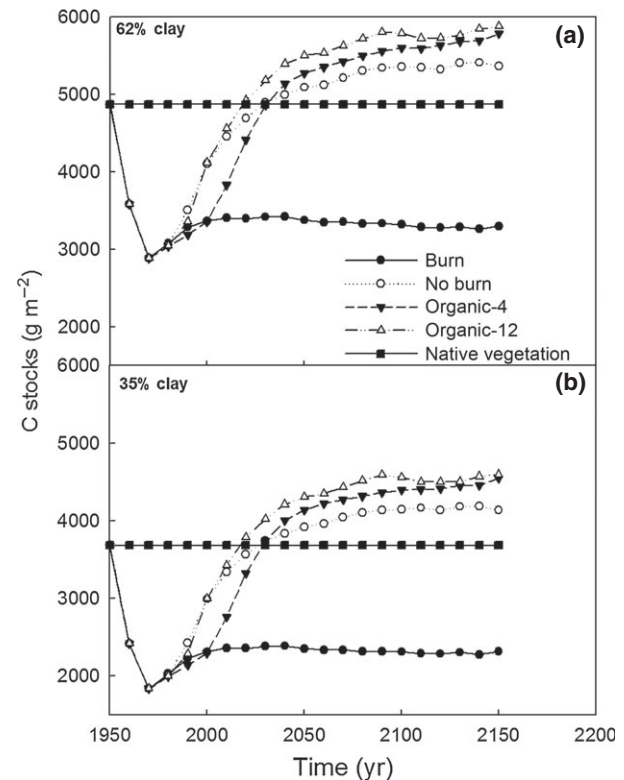 62% clay
(a)
6000
5000
4000
3000
2000
Burn
No burn
Organic-4
Organic-12
Native vegetation
C stocks (g m⁻²)
35% clay
(b)
6000
5000
4000
3000
2000
1950 2000 2050 2100 2150 2200
Time (yr)